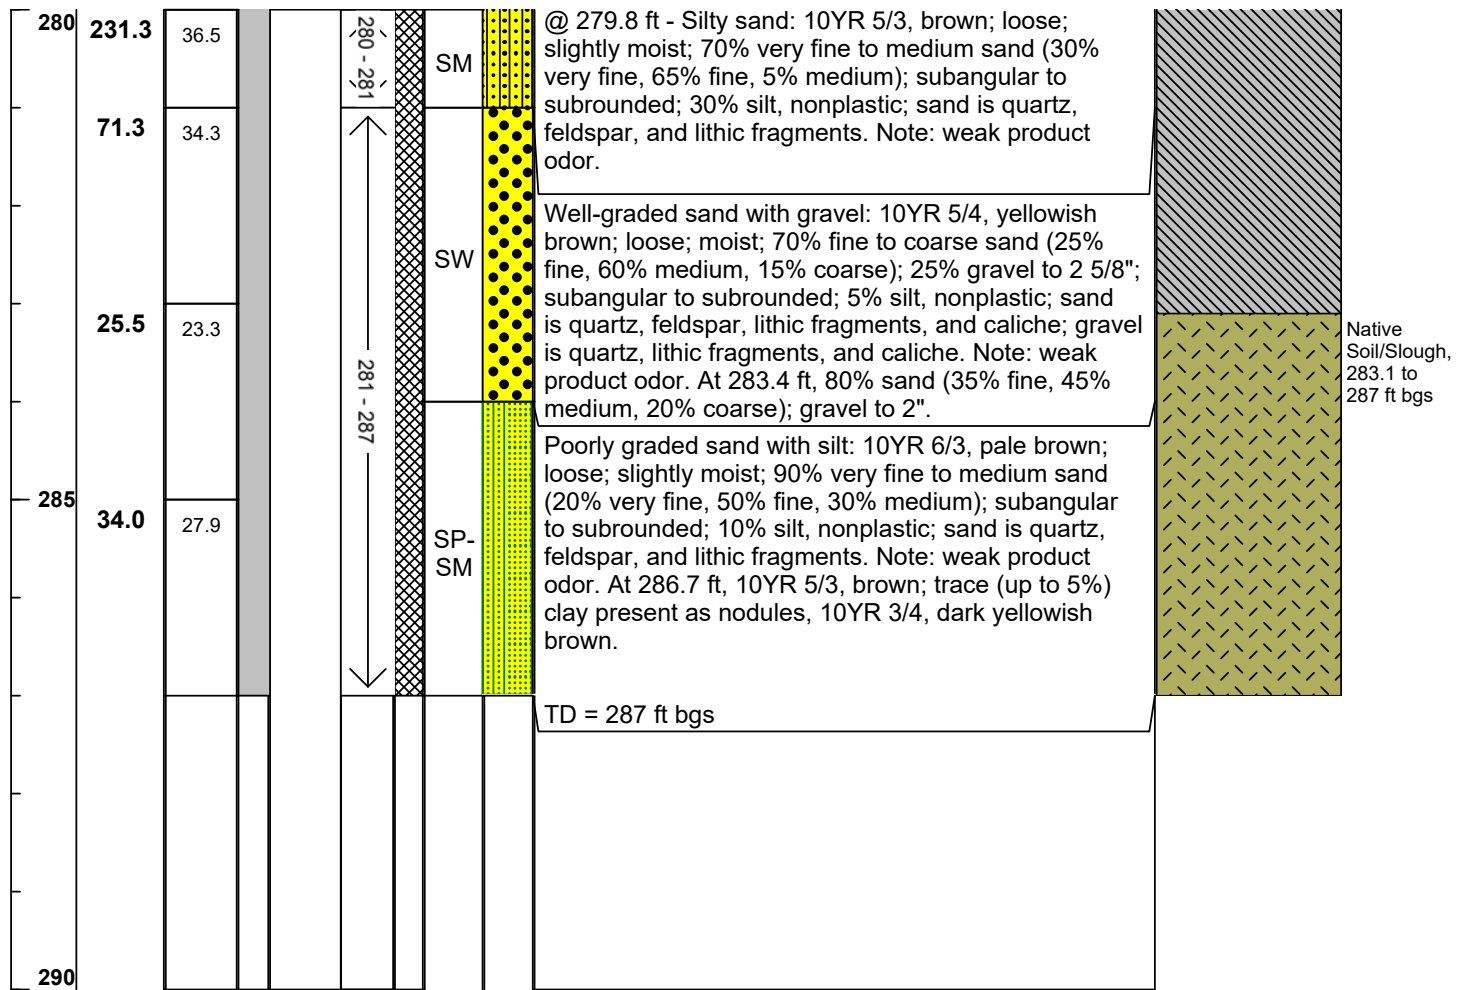 280
231.3
36.5
280 - 281
SM
@ 279.8 ft - Silty sand: 10YR 5/3, brown; loose;
slightly moist; 70% very fine to medium sand (30%
very fine, 65% fine, 5% medium); subangular to
subrounded; 30% silt, nonplastic; sand is quartz,
feldspar, and lithic fragments. Note: weak product
odor.
71.3
34.3
281 - 287
SW
Well-graded sand with gravel: 10YR 5/4, yellowish
brown; loose; moist; 70% fine to coarse sand (25%
fine, 60% medium, 15% coarse); 25% gravel to 2 5/8";
subangular to subrounded; 5% silt, nonplastic; sand
is quartz, feldspar, lithic fragments, and caliche; gravel
is quartz, lithic fragments, and caliche. Note: weak
product odor. At 283.4 ft, 80% sand (35% fine, 45%
medium, 20% coarse); gravel to 2".
25.5
23.3
Native
Soil/Slough,
283.1 to
287 ft bgs
285
34.0
27.9
SP-
SM
Poorly graded sand with silt: 10YR 6/3, pale brown;
loose; slightly moist; 90% very fine to medium sand
(20% very fine, 50% fine, 30% medium); subangular
to subrounded; 10% silt, nonplastic; sand is quartz,
feldspar, and lithic fragments. Note: weak product
odor. At 286.7 ft, 10YR 5/3, brown; trace (up to 5%)
clay present as nodules, 10YR 3/4, dark yellowish
brown.
TD = 287 ft bgs
290